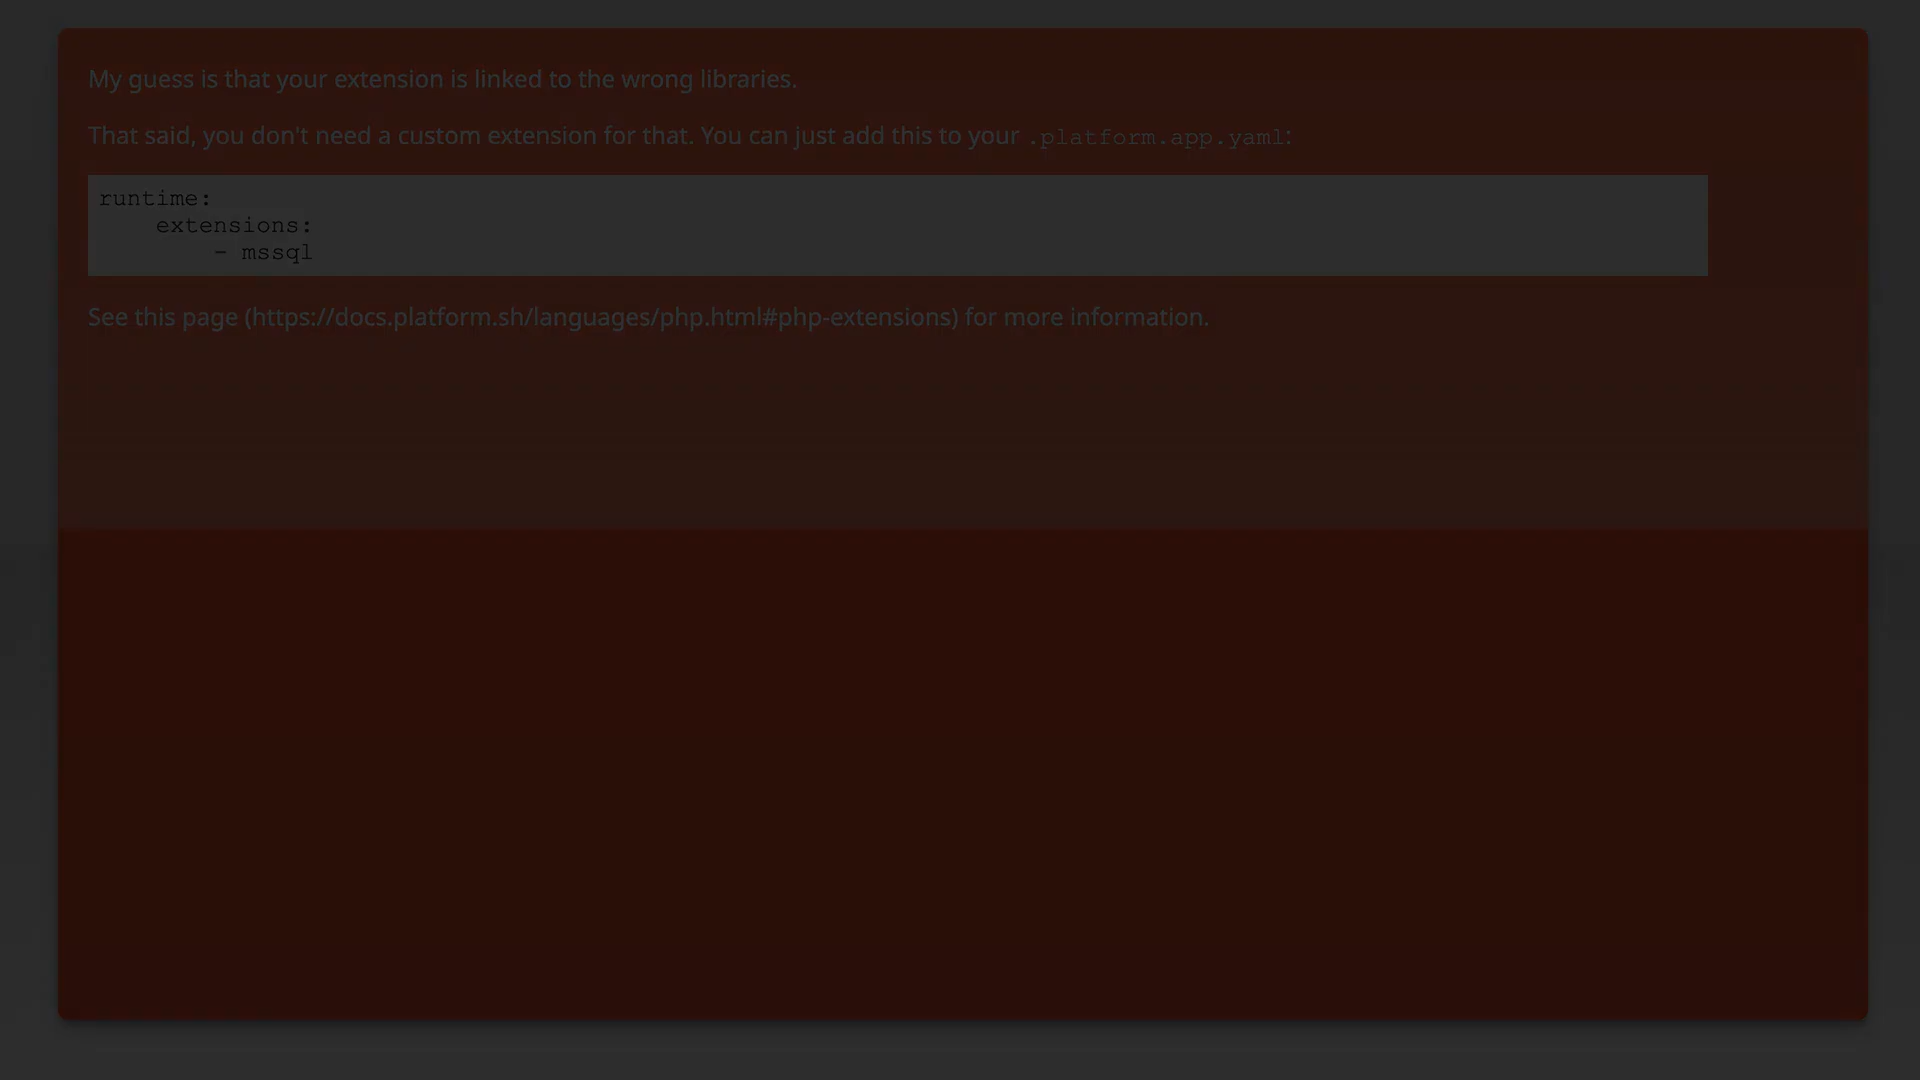 My guess is that your extension is linked to the wrong libraries.
That said, you don't need a custom extension for that. You can just add this to your .platform.app.yaml:
runtime:
    extensions:
        - mssql
See this page (https://docs.platform.sh/languages/php.html#php-extensions) for more information.